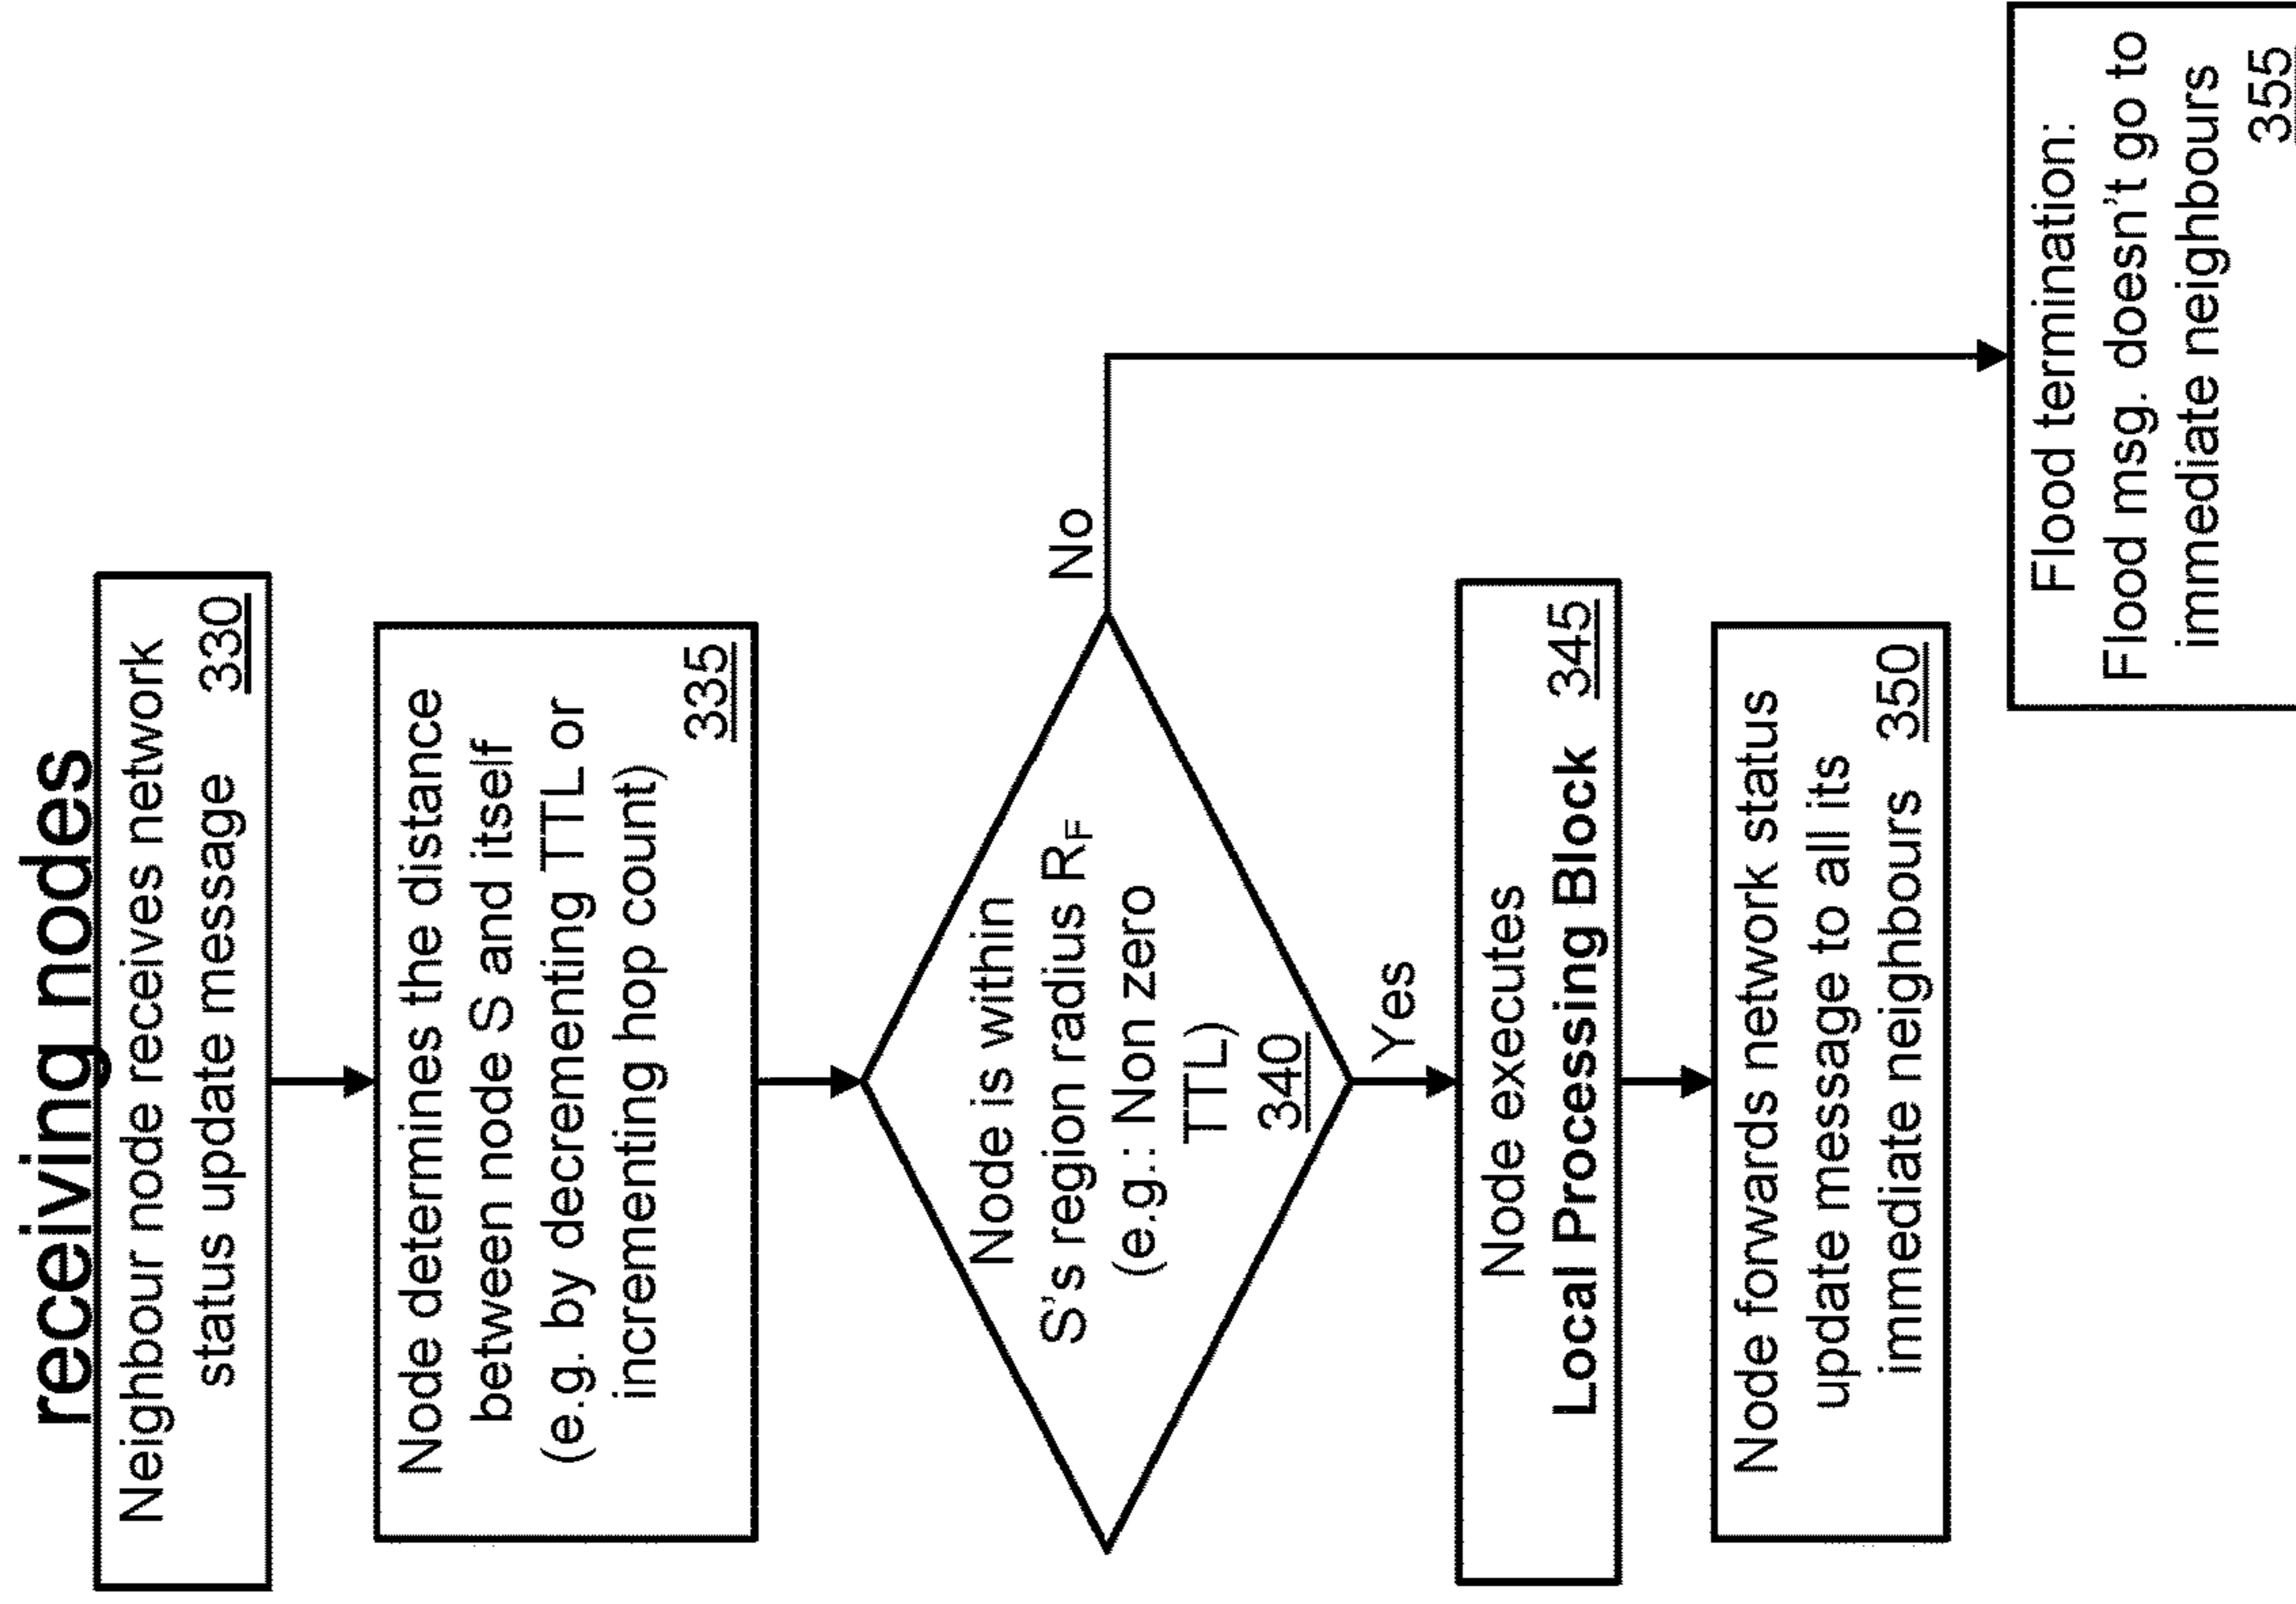 receiving nodes
Neighbour node receives network
status update message 330
Node determines the distance
between node S and itself
(e.g. by decrementing TTL or
incrementing hop count)
335
Node is within
S's region radius RF
(e.g.: Non zero
TTL)
340
No
Yes
Node executes
Local Processing Block 345
Node forwards network status
update message to all its
immediate neighbours 350
Flood termination:
Flood msg. doesn't go to
immediate neighbours
355